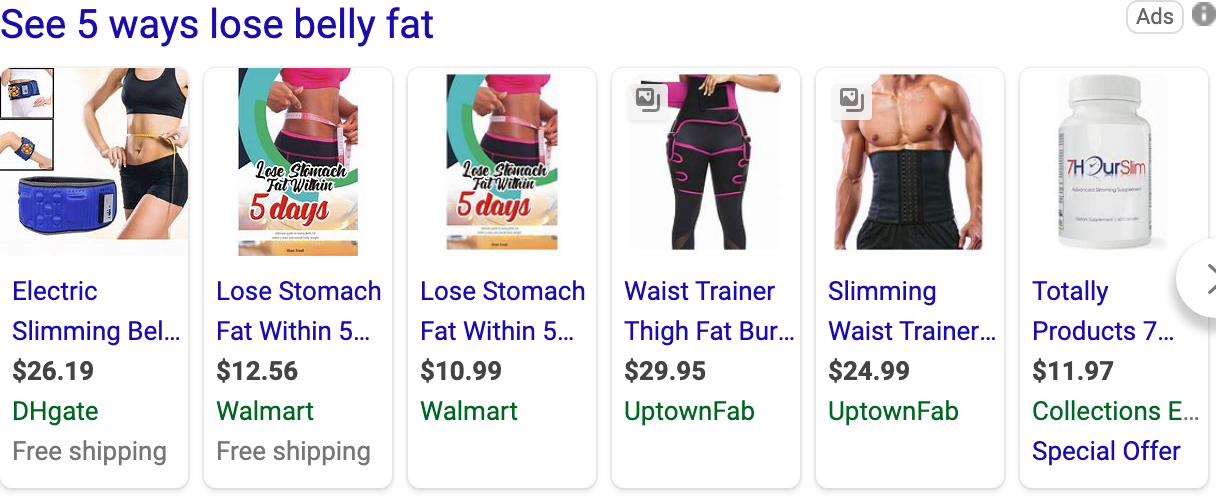 See 5 ways lose belly fat
Ads
Lose Stomach
Fat Within
5 days
Lose Stomach
Fat Within
5 days
7HourSlim
Advanced Slimming Supplement
Electric
Slimming Bel...
$26.19
DHgate
Free shipping
Lose Stomach
Fat Within 5...
$12.56
Walmart
Free shipping
Lose Stomach
Fat Within 5...
$10.99
Walmart
Waist Trainer
Thigh Fat Bur...
$29.95
UptownFab
Slimming
Waist Trainer...
$24.99
UptownFab
Totally
Products 7...
$11.97
Collections E...
Special Offer